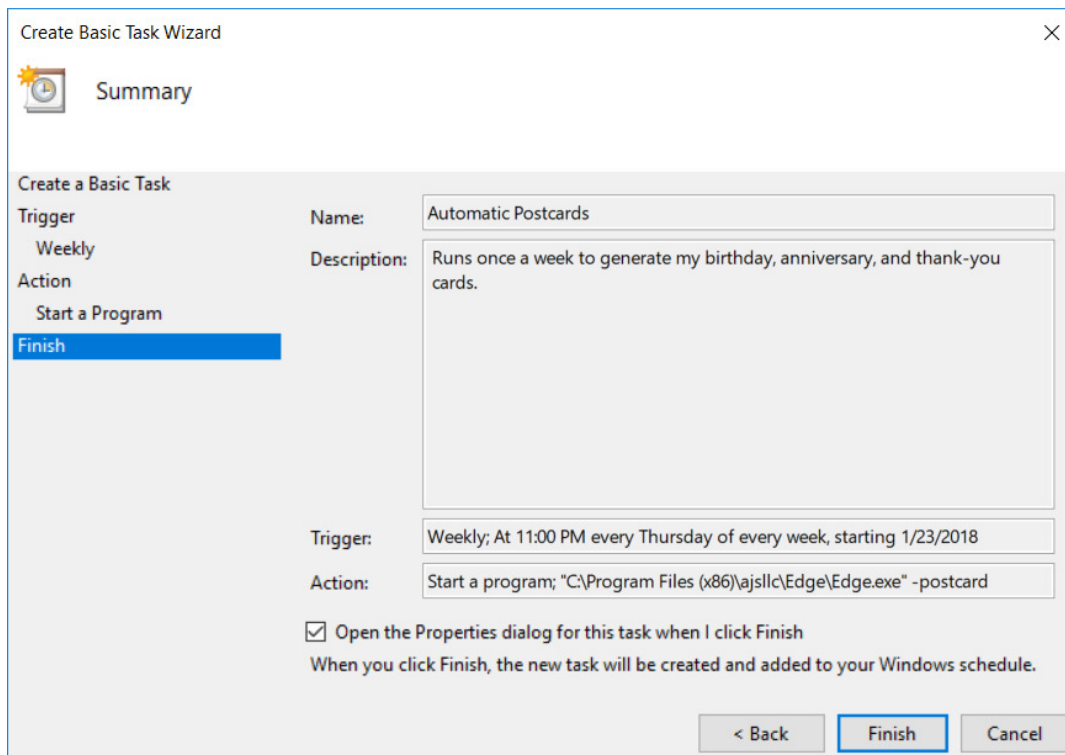 Create Basic Task Wizard
Summary
Create a Basic Task
Trigger
Weekly
Action
Start a Program
Finish
Name:
Automatic Postcards
Description:
Runs once a week to generate my birthday, anniversary, and thank-you
cards.
Trigger:
Weekly; At 11:00 PM every Thursday of every week, starting 1/23/2018
Action:
Start a program; "C:\Program Files (x86)\ajsllc\Edge\Edge.exe" -postcard
Open the Properties dialog for this task when I click Finish
When you click Finish, the new task will be created and added to your Windows schedule.
< Back
Finish
Cancel